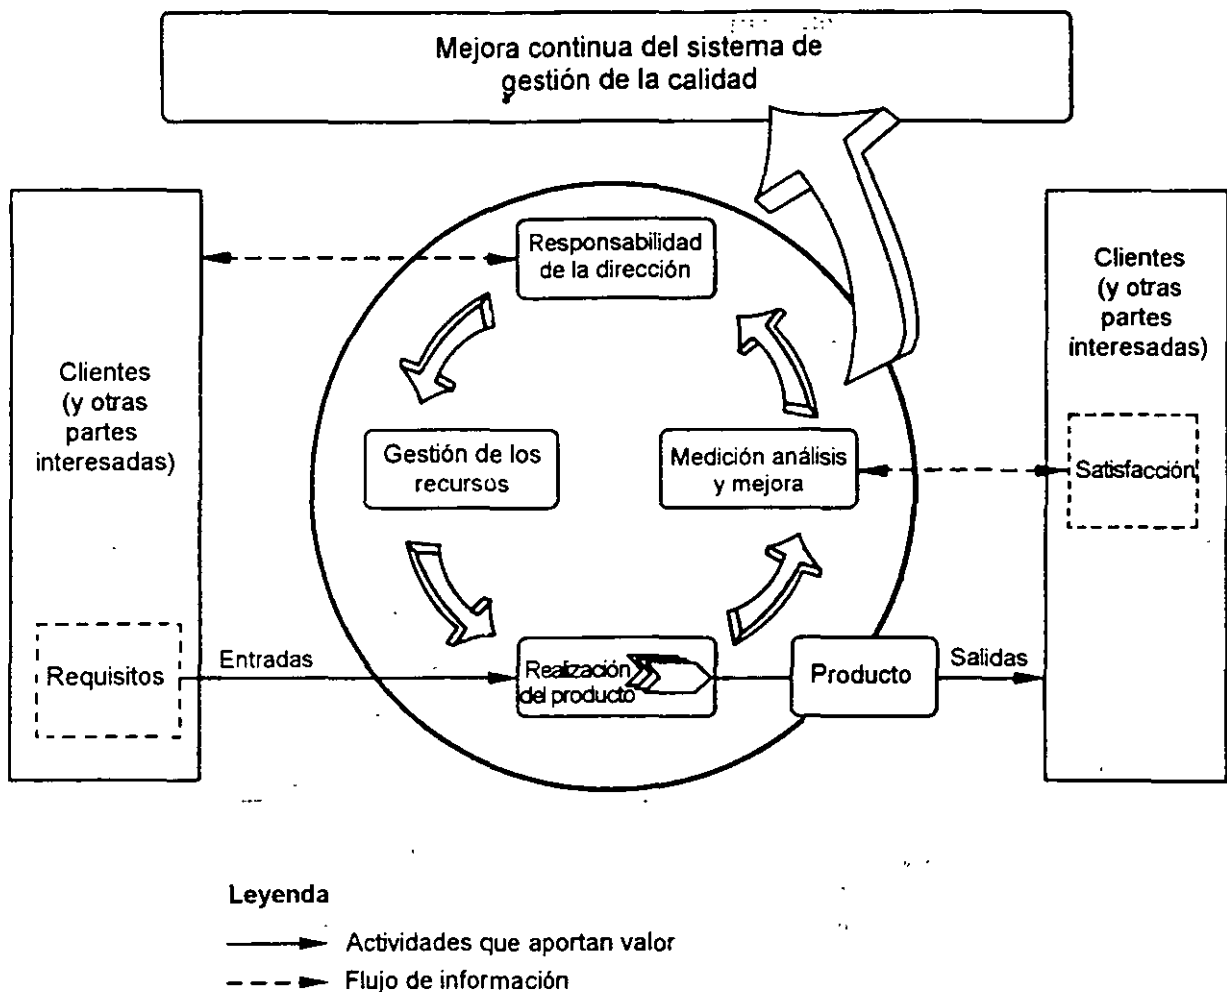 Mejora continua del sistema de
gestión de la calidad
Responsabilidad
de la dirección
Clientes
(y otras
partes
interesadas)
Clientes
(y otras
partes
interesadas)
Gestión de los
recursos
Medición análisis
y mejora
Satisfacción
Requisitos
Entradas
Realización
del producto
Producto
Salidas
Leyenda
Actividades que aportan valor
Flujo de información